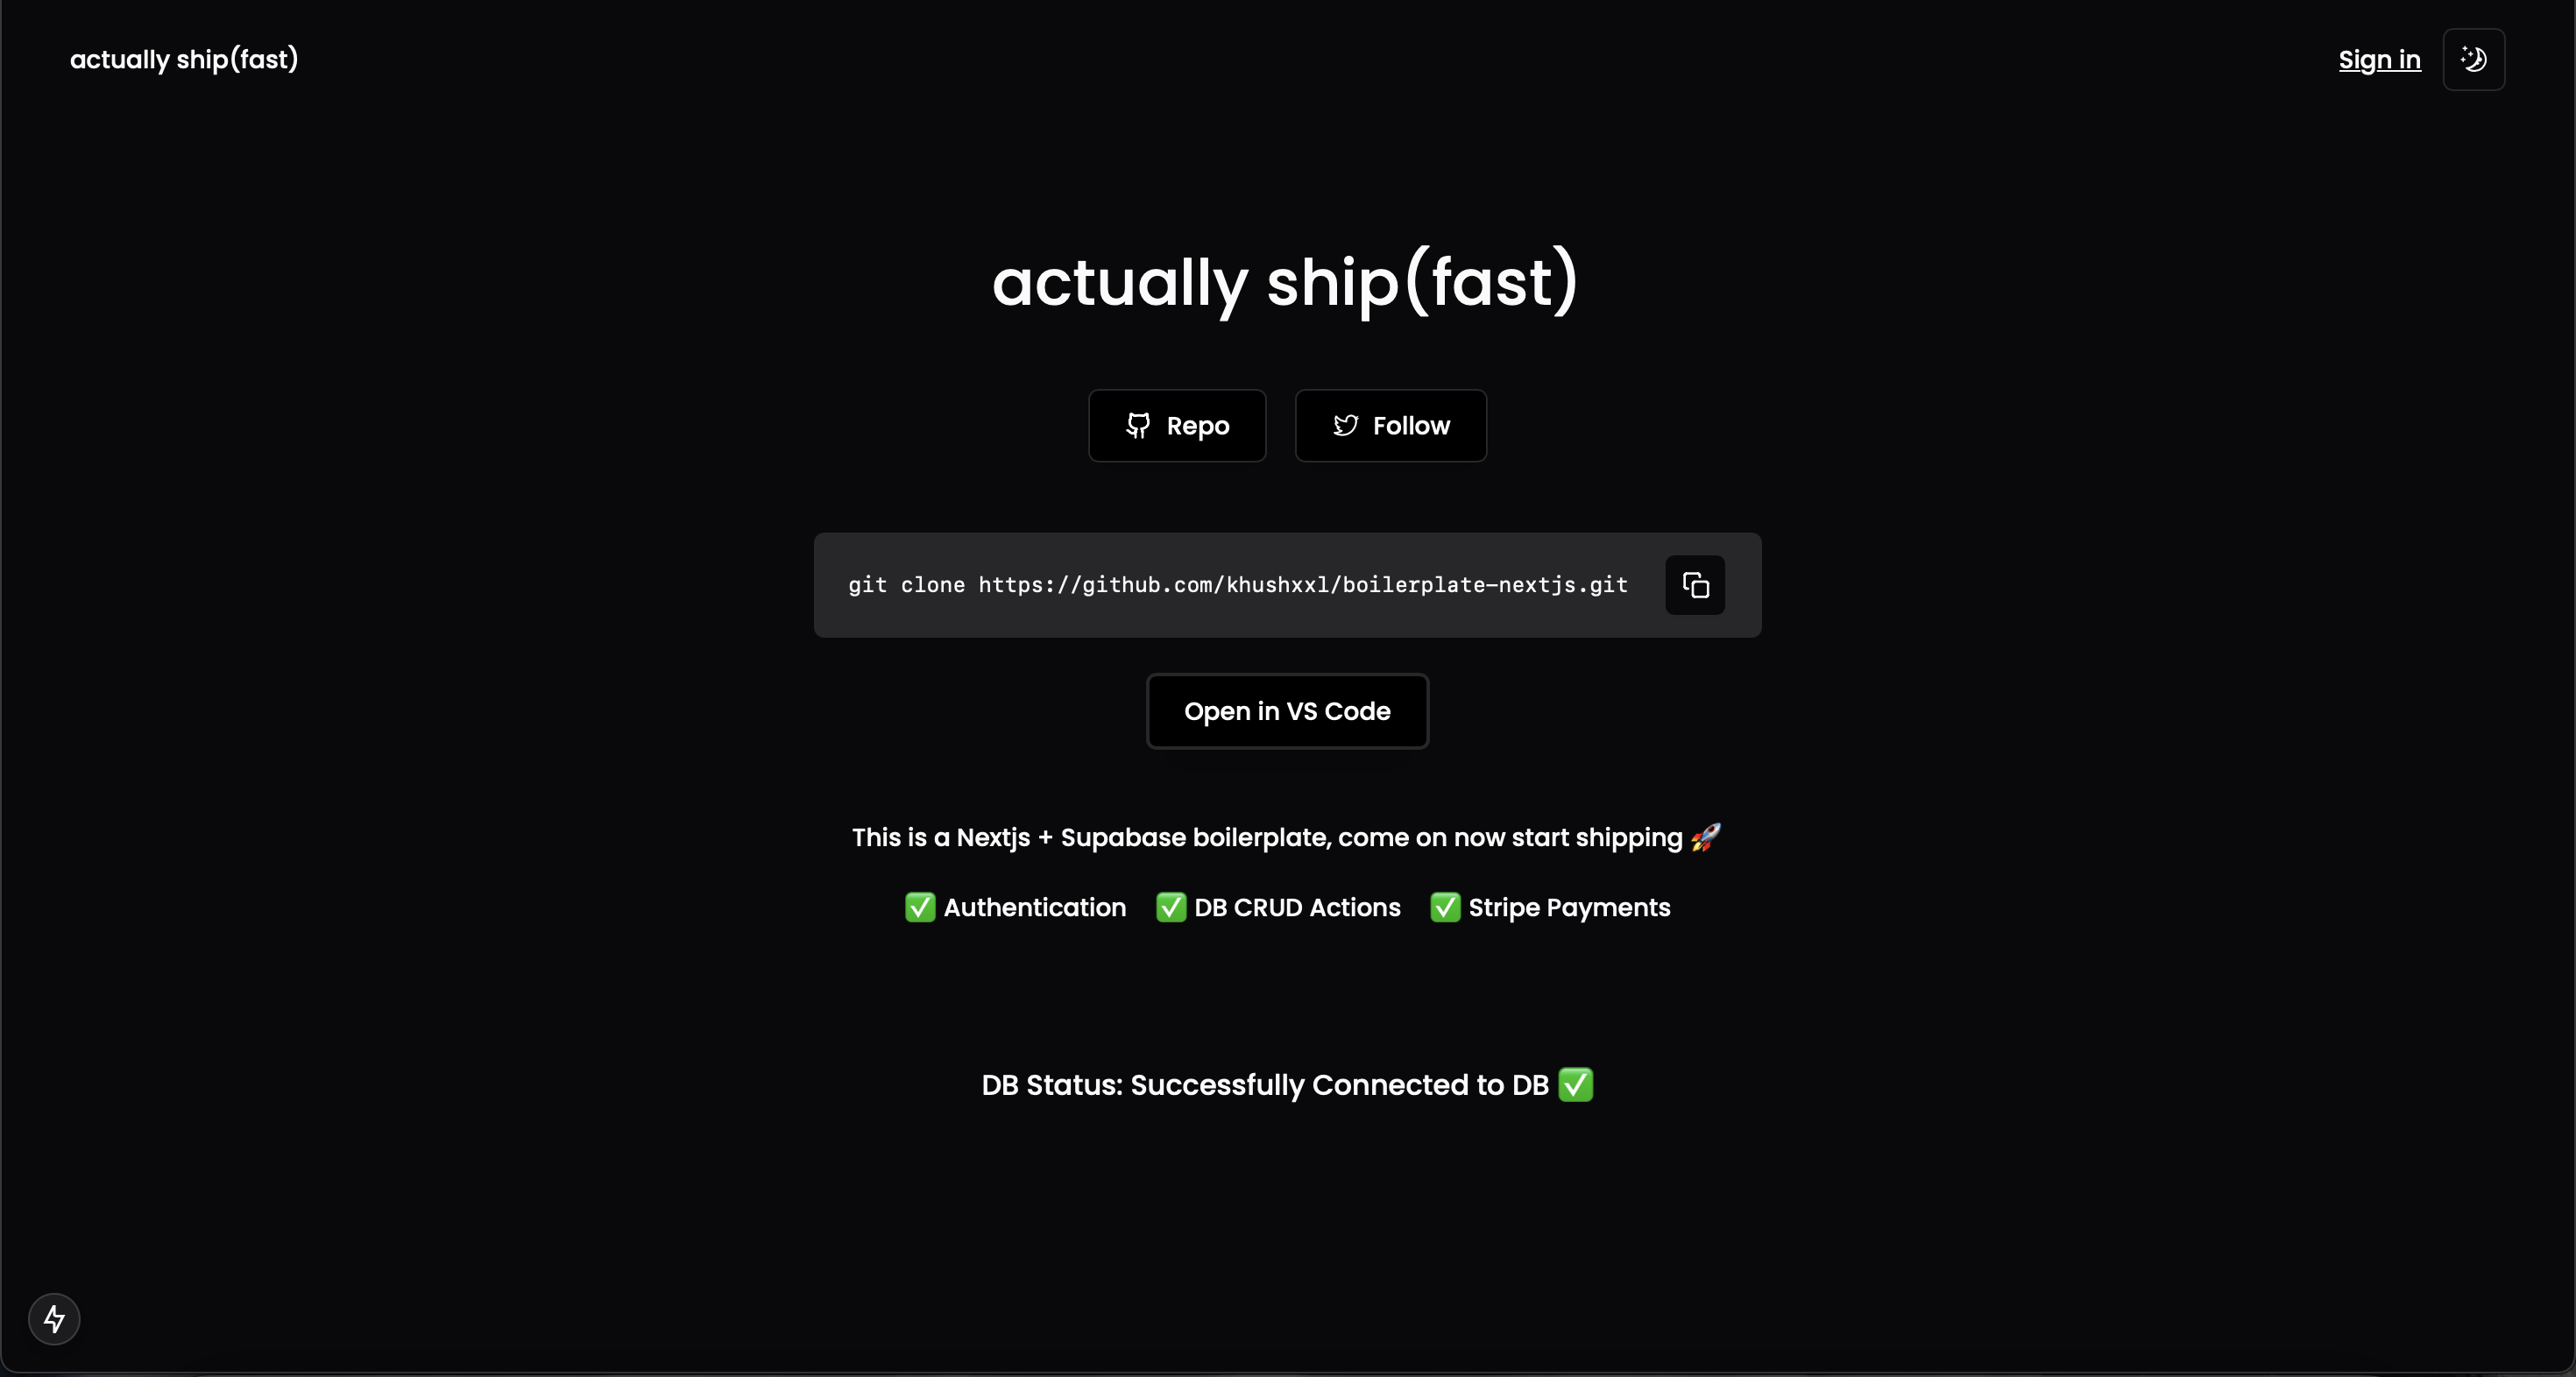 actually ship(fast)
Sign in
actually ship(fast)
Repo
Follow
git clone https://github.com/khushxxl/boilerplate-nextjs.git
Open in VS Code
This is a Nextjs + Supabase boilerplate, come on now start shipping 🚀
✅ Authentication ✅ DB CRUD Actions ✅ Stripe Payments
DB Status: Successfully Connected to DB ✅